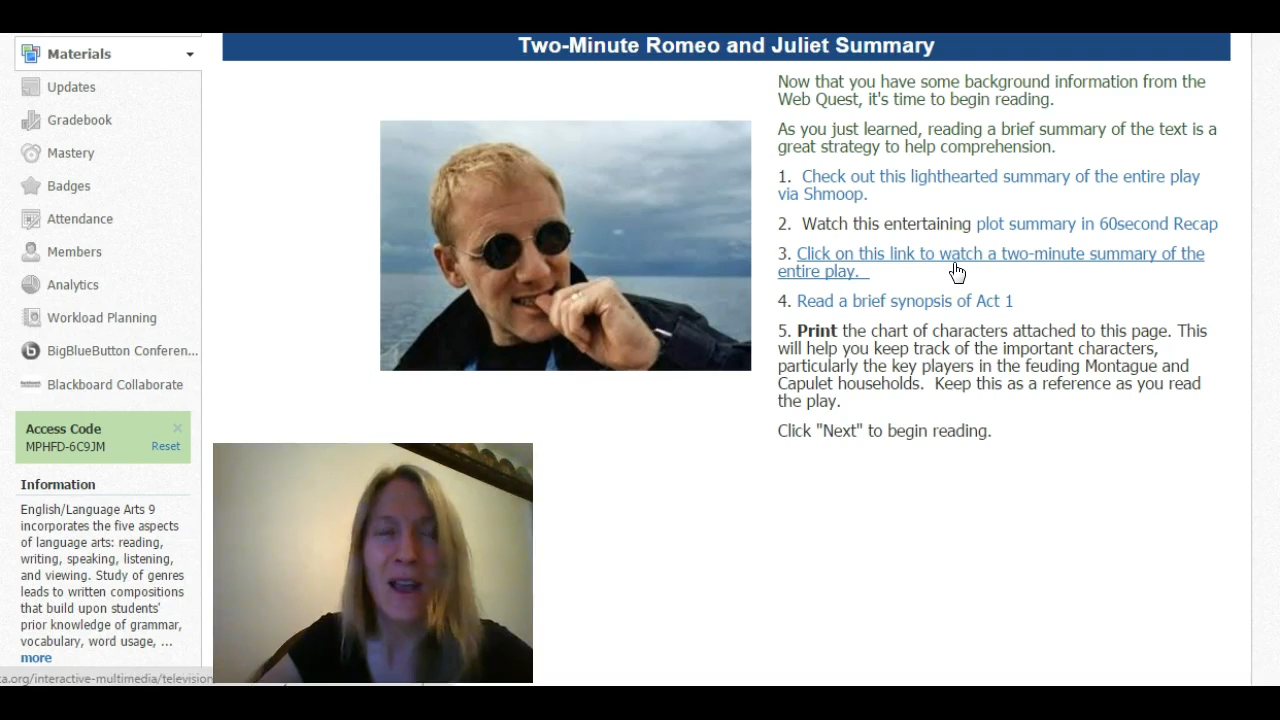 Materials
Updates
Gradebook
Mastery
Badges
Attendance
Members
Analytics
Workload Planning
BigBlueButton Conferen...
Blackboard Collaborate
Access Code
MPHFD-6C9JM Reset
Information
English/Language Arts 9
incorporates the five aspects
of language arts: reading,
writing, speaking, listening,
and viewing. Study of genres
leads to written compositions
that build upon students'
prior knowledge of grammar,
vocabulary, word usage, ...
more
ta.org/interactive-multimedia/television
Two-Minute Romeo and Juliet Summary
Now that you have some background information from the
Web Quest, it's time to begin reading.
As you just learned, reading a brief summary of the text is a
great strategy to help comprehension.
1. Check out this lighthearted summary of the entire play
via Shmoop.
2. Watch this entertaining plot summary in 60second Recap
3. Click on this link to watch a two-minute summary of the
entire play.
4. Read a brief synopsis of Act 1
5. Print the chart of characters attached to this page. This
will help you keep track of the important characters,
particularly the key players in the feuding Montague and
Capulet households. Keep this as a reference as you read
the play.
Click "Next" to begin reading.